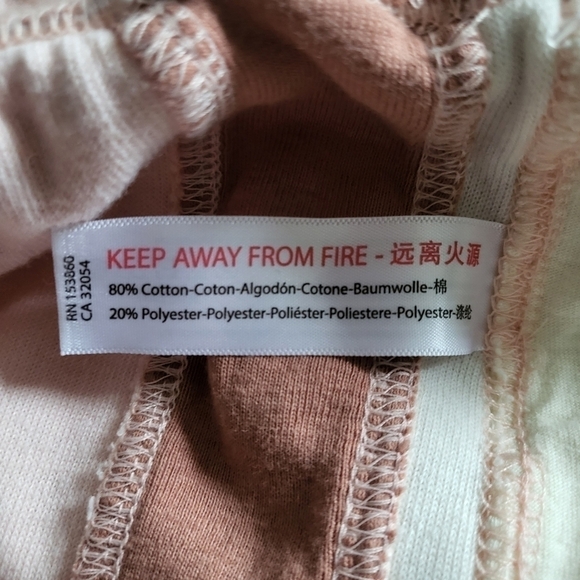 RN 153860
CA 32054
KEEP AWAY FROM FIRE - 远离火源
80% Cotton-Coton-Algodón-Cotone-Baumwolle-棉
20% Polyester-Polyester-Poliéster-Poliestere-Polyester-涤纶